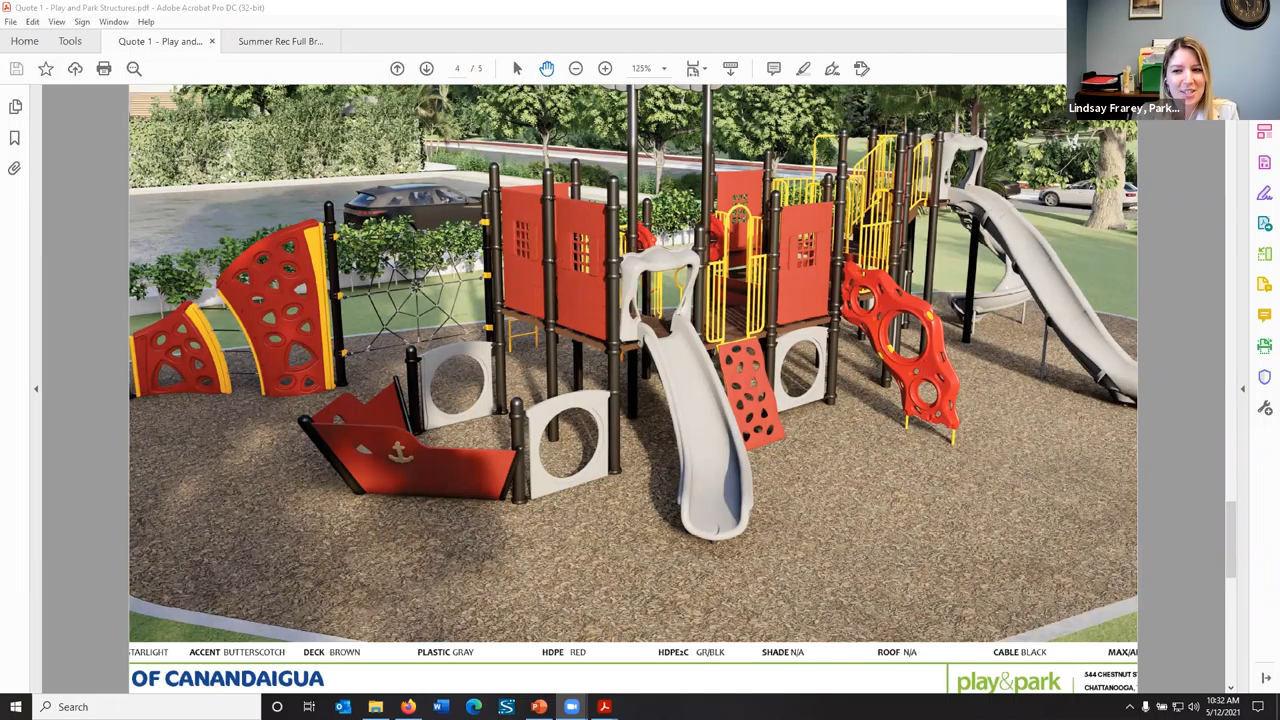 Quote 1 - Play and Park Structures.pdf - Adobe Acrobat Pro DC (32-bit)
File Edit View Sign Window Help
Home Tools Quote 1 - Play and... × Summer Rec Full Br...
4 / 125%
Lindsay Frarey, Park...
STARLIGHT ACCENT BUTTERSCOTCH DECK BROWN PLASTIC GRAY HDPE RED HDPE2C GR/BLK SHADE N/A ROOF N/A CABLE BLACK MAX/
OF CANANDAIGUA
play&park
544 CHESTNUT S
CHATTANOOGA,
Search
10:32 AM
5/12/2021